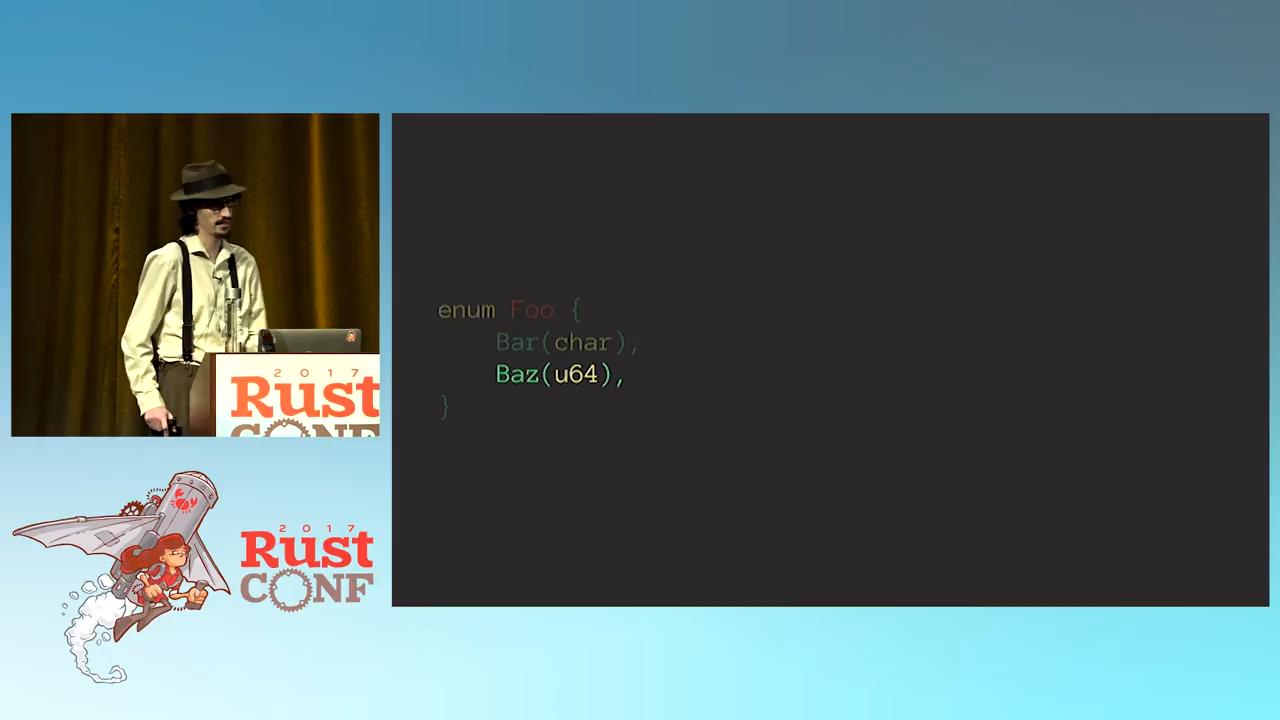 2017
Rust
CONF
2017
Rust
CONF
enum Foo {
    Bar(char),
    Baz(u64),
}